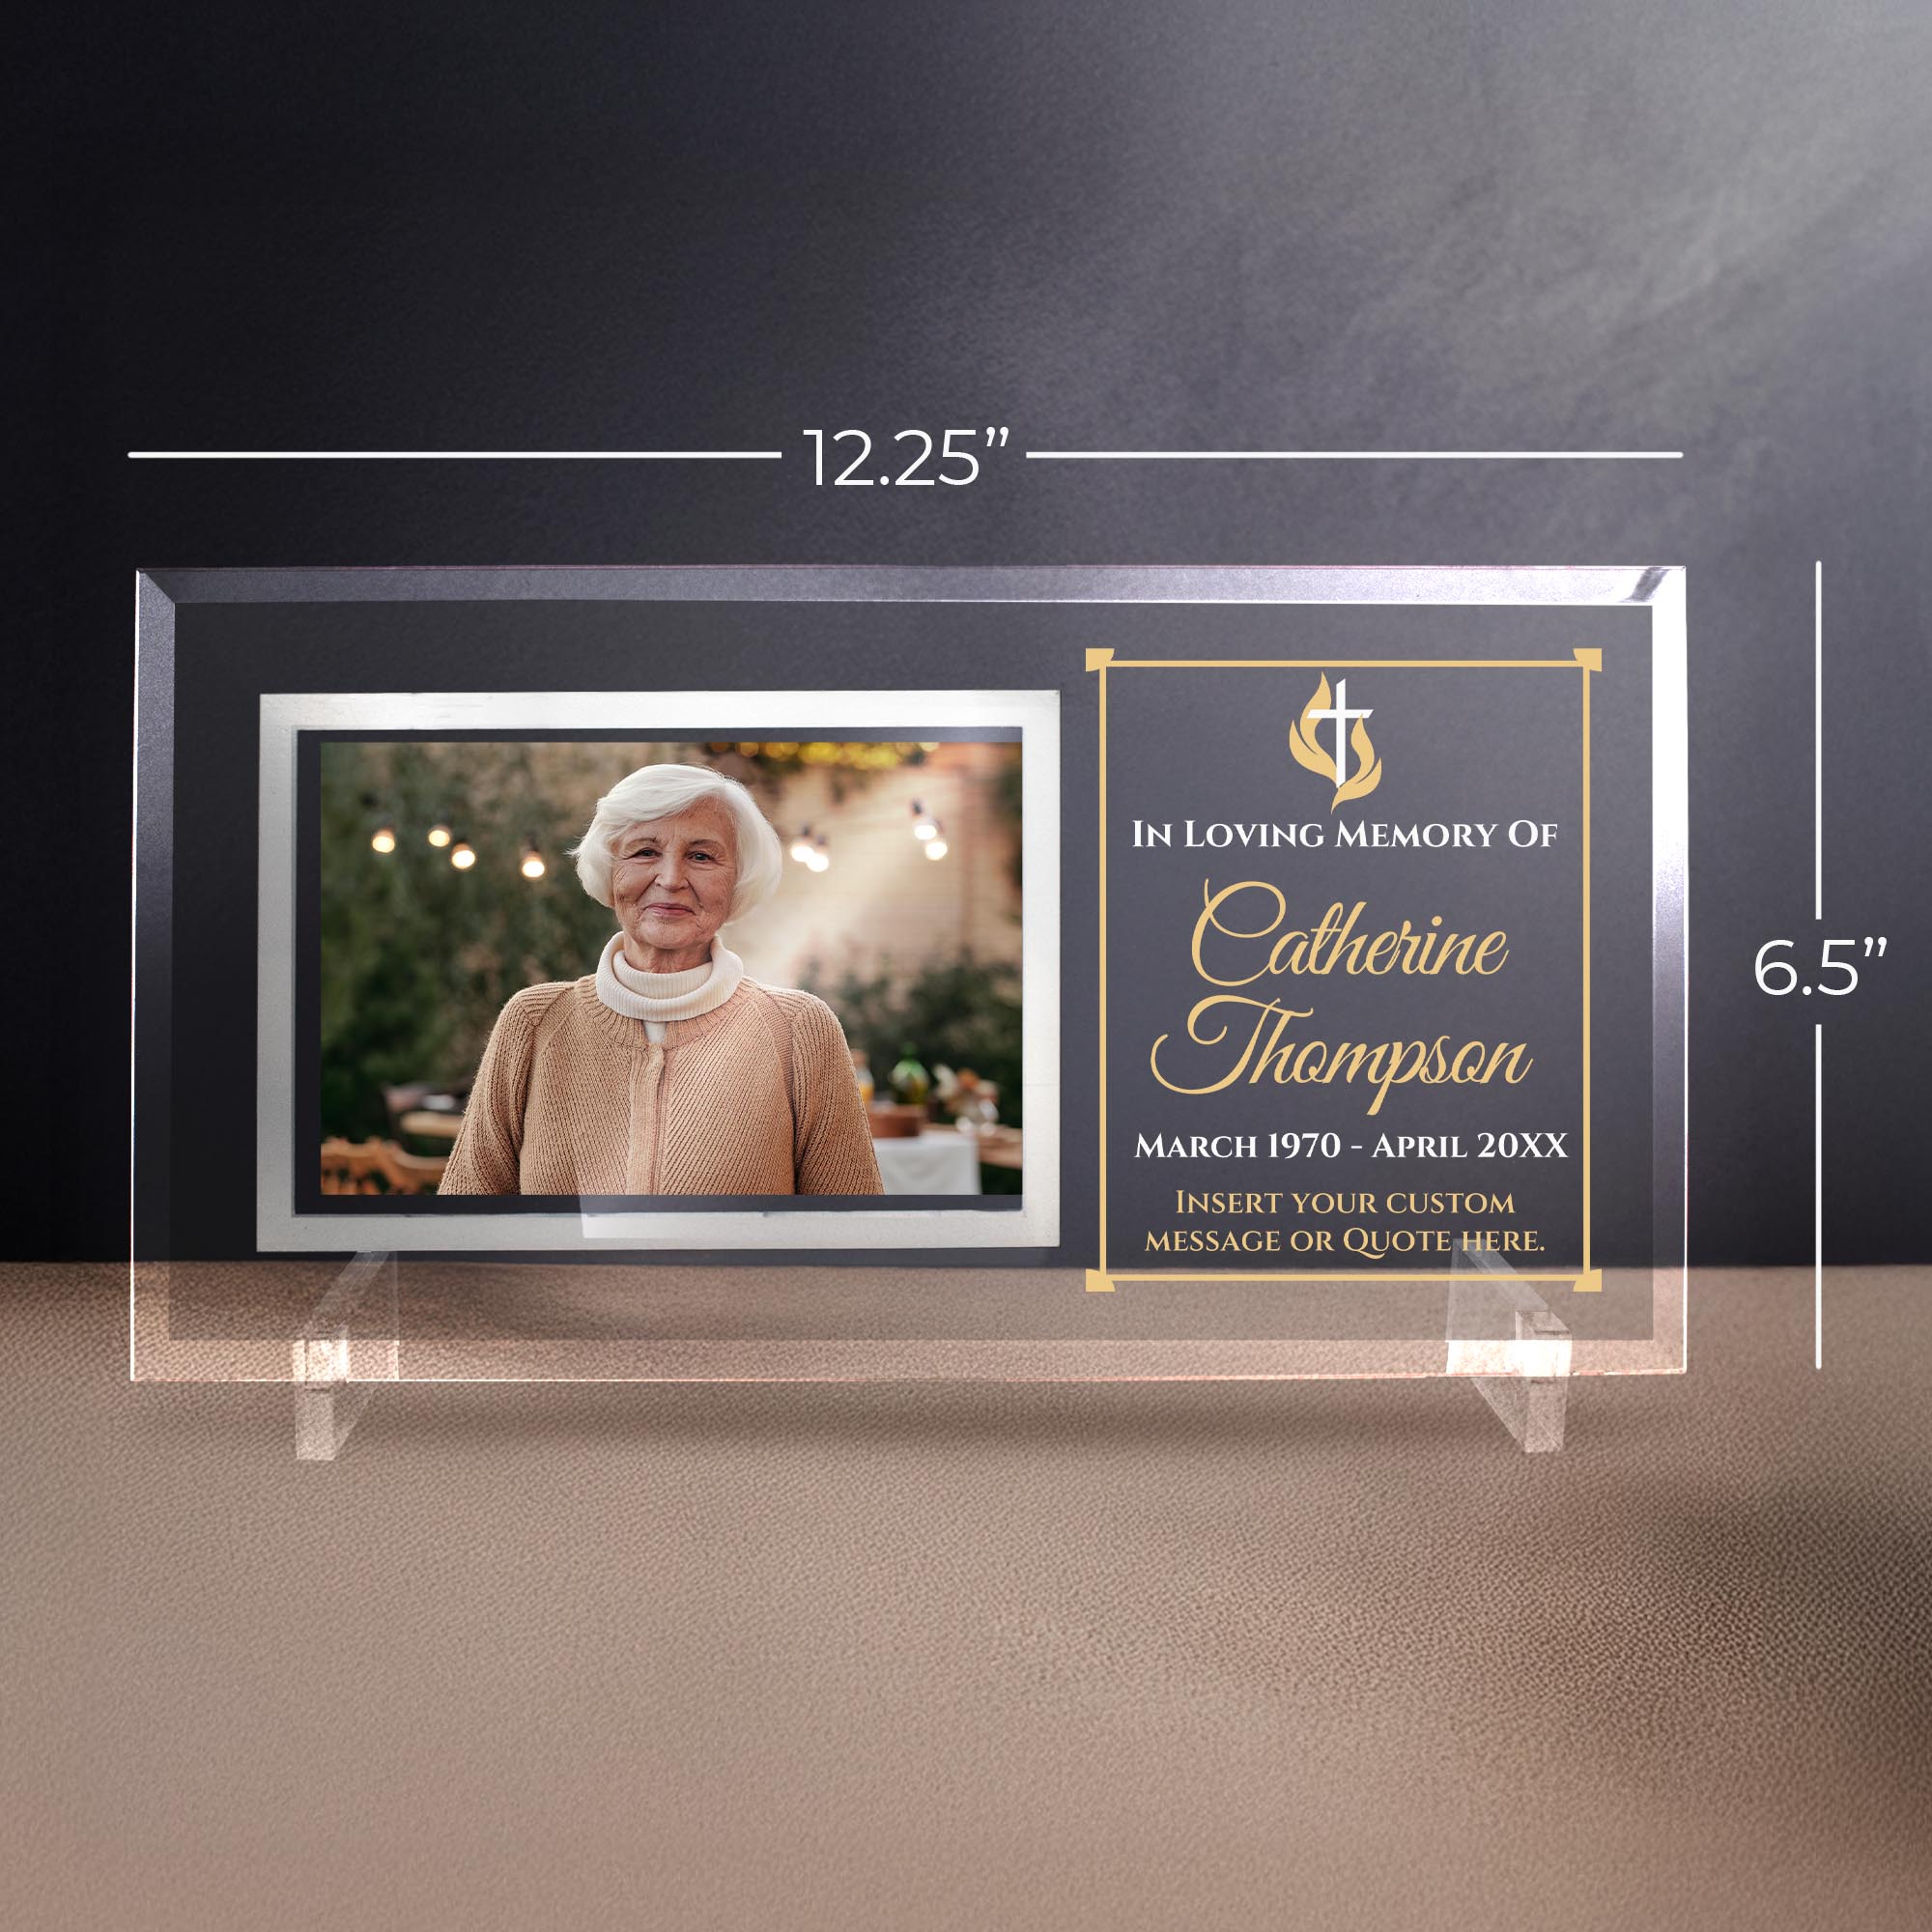 12.25”
In Loving Memory Of
Catherine
Thompson
March 1970 - April 20XX
Insert your custom
message or Quote here.
6.5”